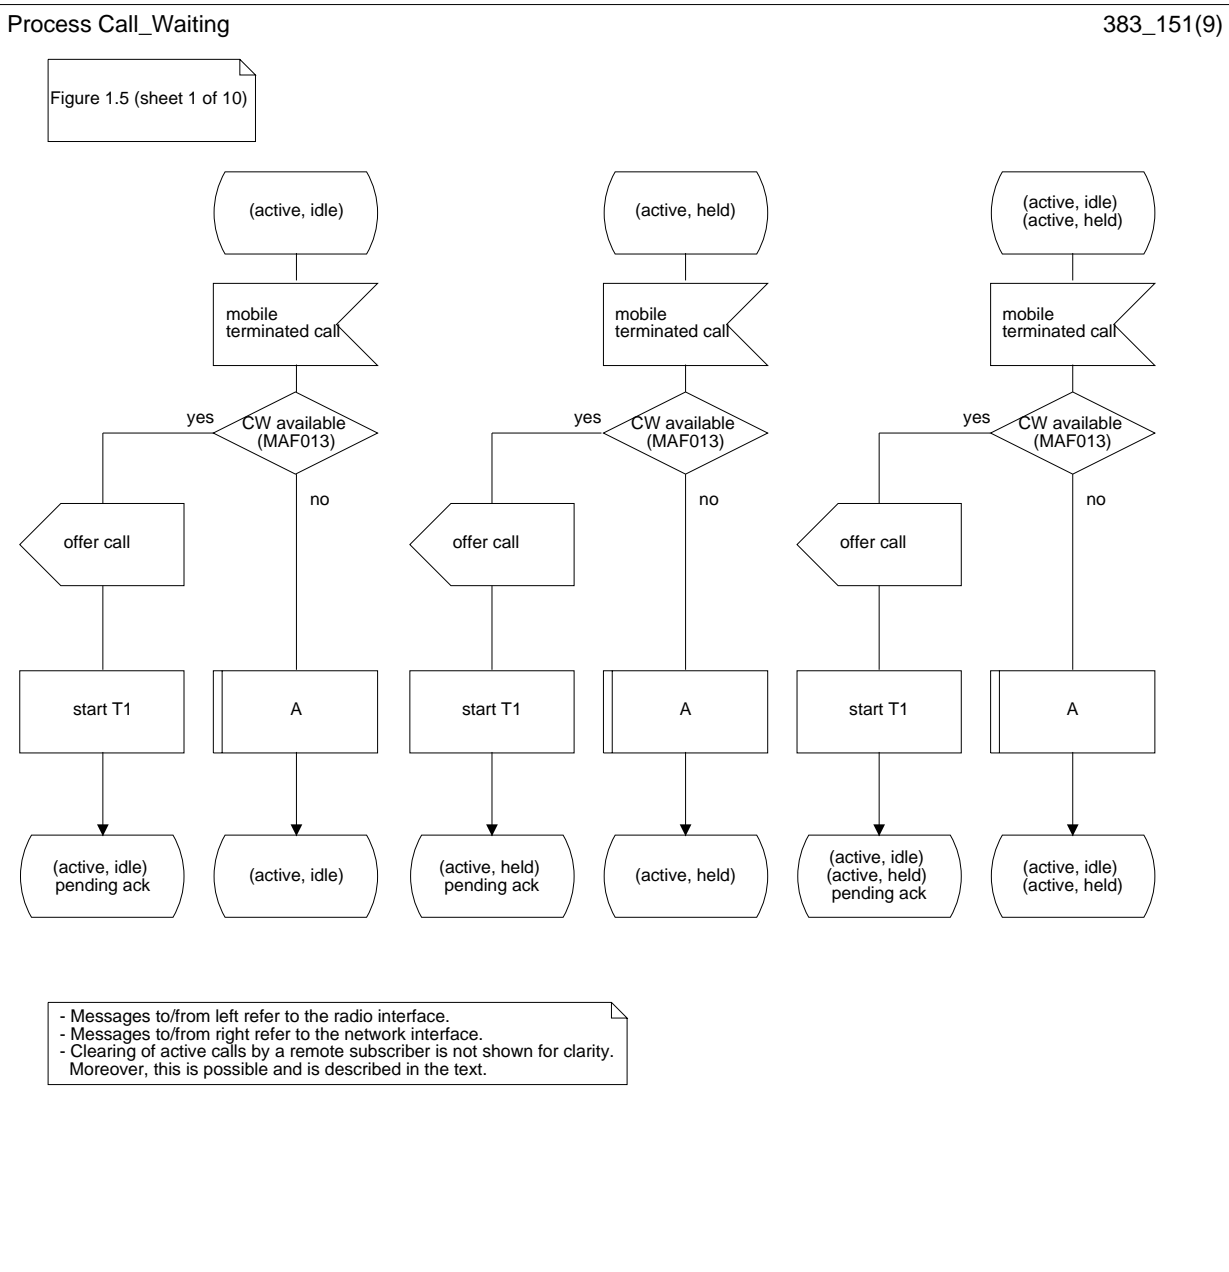 Process Call_Waiting
383_151(9)
Figure 1.5 (sheet 1 of 10)
(active, idle)
(active, held)
(active, idle)
(active, held)
mobile
terminated call
mobile
terminated call
mobile
terminated call
yes
CW available
(MAF013)
no
yes
CW available
(MAF013)
no
yes
CW available
(MAF013)
no
offer call
offer call
offer call
start T1
A
start T1
A
start T1
A
(active, idle)
pending ack
(active, idle)
(active, held)
pending ack
(active, held)
(active, idle)
(active, held)
pending ack
(active, idle)
(active, held)
- Messages to/from left refer to the radio interface.
- Messages to/from right refer to the network interface.
- Clearing of active calls by a remote subscriber is not shown for clarity.
Moreover, this is possible and is described in the text.